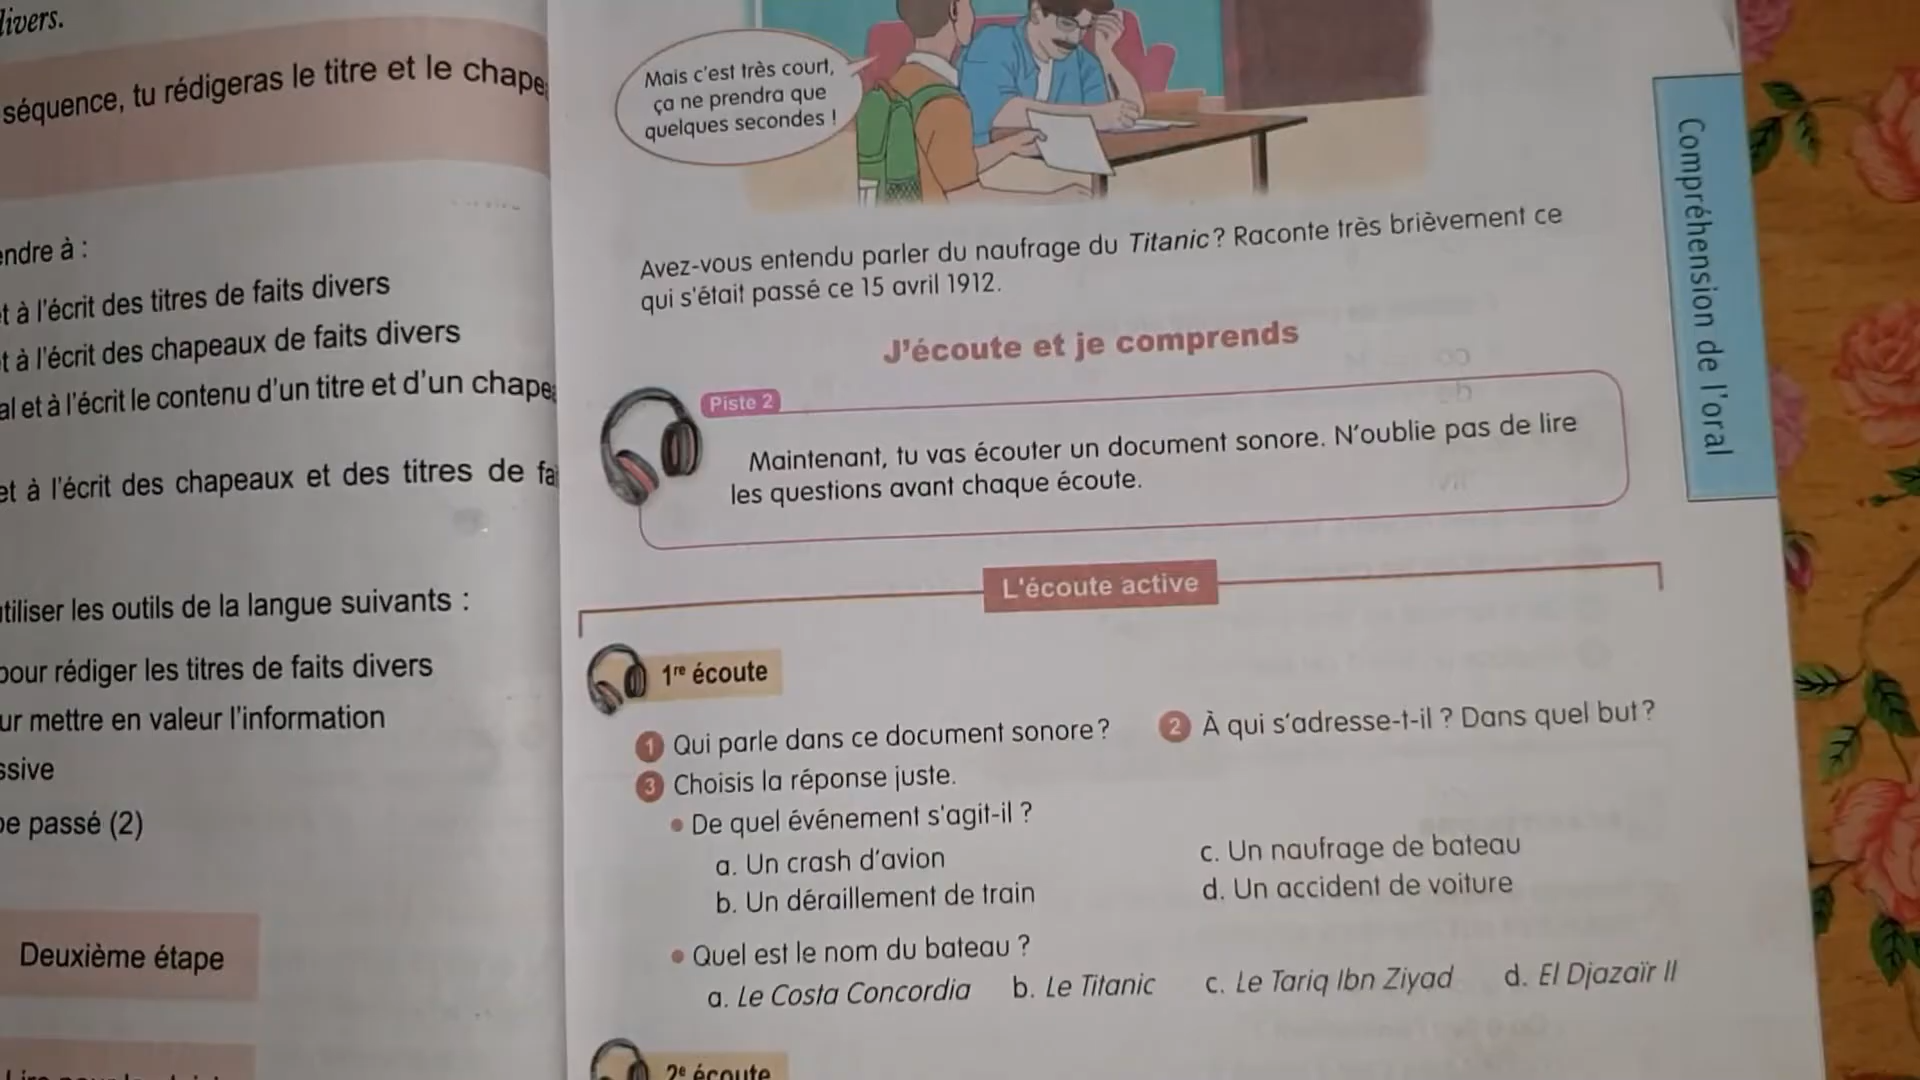 divers.
séquence, tu rédigeras le titre et le
endre à :
à l'écrit des titres de faits divers
à l'écrit des chapeaux de faits divers
et à l'écrit le contenu d'un titre et d'un
et à l'écrit des chapeaux et des titres de
utiliser les outils de la langue suivants :
pour rédiger les titres de faits divers
ur mettre en valeur l'information
ssive
passé (2)
Deuxième étape
Mais c'est très court,
ça ne prendra que
quelques secondes !
Avez-vous entendu parler du naufrage du Titanic ? Raconte très brièvement ce
qui s'était passé ce 15 avril 1912.
J'écoute et je comprends
Piste 2
Maintenant, tu vas écouter un document sonore. N'oublie pas de lire
les questions avant chaque écoute.
L'écoute active
1re écoute
1 Qui parle dans ce document sonore ?
2 À qui s'adresse-t-il ? Dans quel but ?
3 Choisis la réponse juste.
• De quel événement s'agit-il ?
a. Un crash d'avion
c. Un naufrage de bateau
b. Un déraillement de train
d. Un accident de voiture
• Quel est le nom du bateau ?
a. Le Costa Concordia b. Le Titanic c. Le Tariq Ibn Ziyad d. El Djazaïr II
2e écoute
Compréhension de l'oral